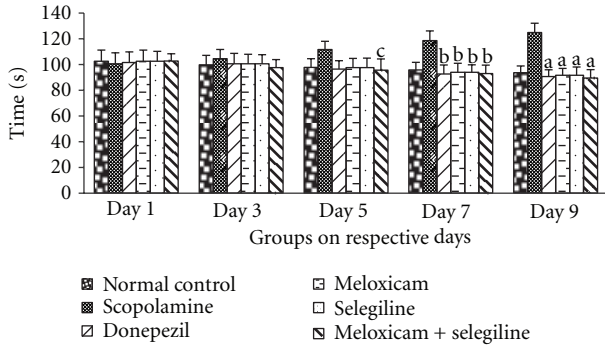 140
120
100
80
60
40
20
0
Time (s)
c
b b b b
a a a a
Day 1 Day 3 Day 5 Day 7 Day 9
Groups on respective days
Normal control
Scopolamine
Donepezil
Meloxicam
Selegiline
Meloxicam + selegiline